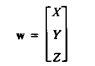 w = [X
Y
Z]